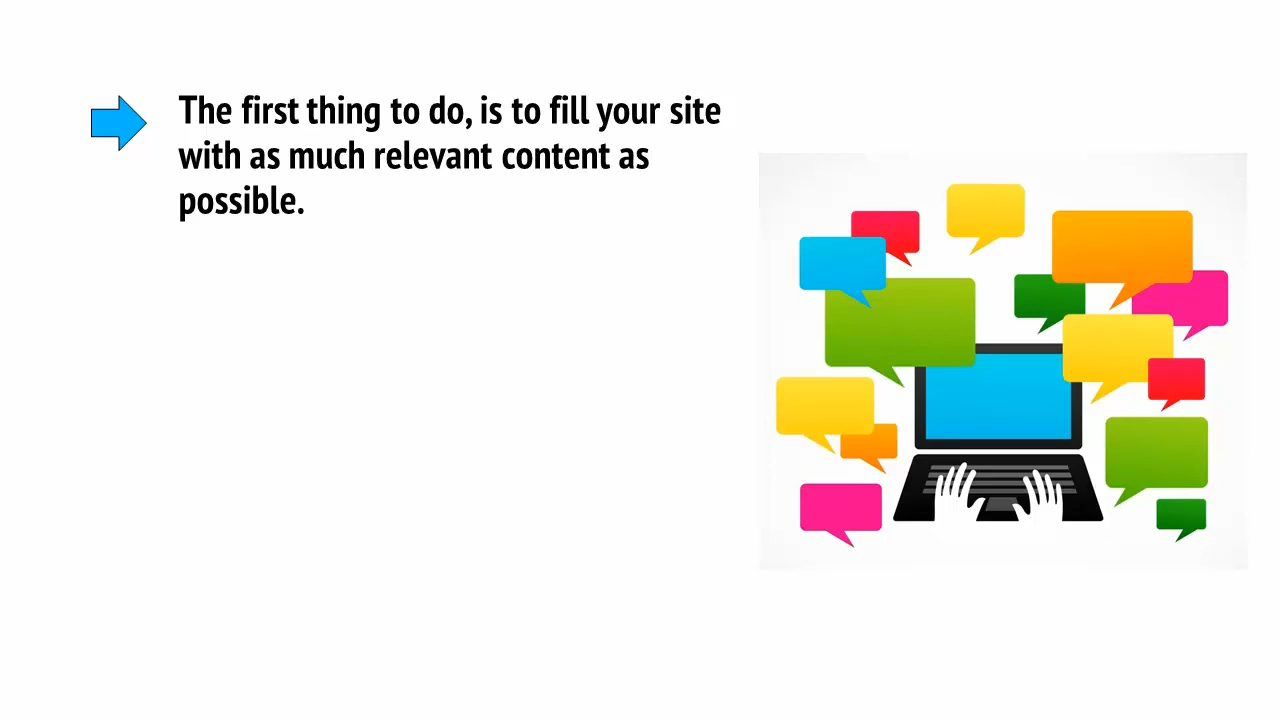 The first thing to do, is to fill your site
with as much relevant content as
possible.